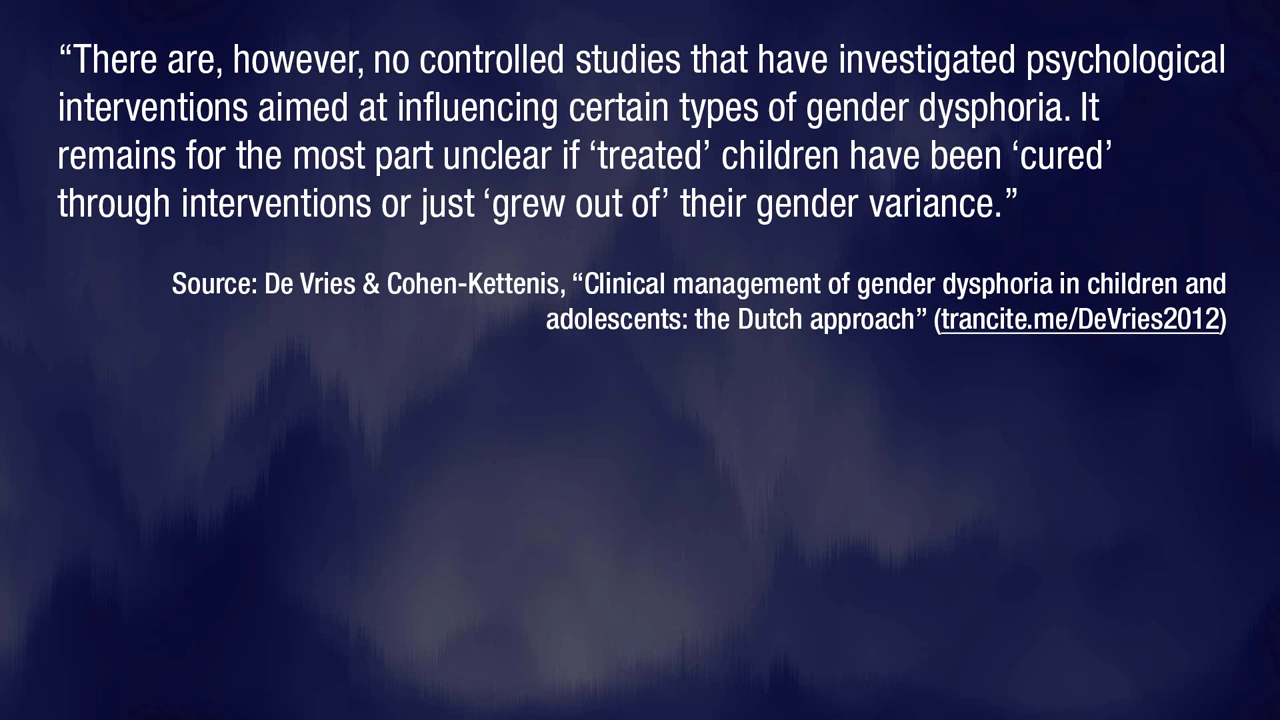 “There are, however, no controlled studies that have investigated psychological
interventions aimed at influencing certain types of gender dysphoria. It
remains for the most part unclear if ‘treated’ children have been ‘cured’
through interventions or just ‘grew out of’ their gender variance.”
Source: De Vries & Cohen-Kettenis, “Clinical management of gender dysphoria in children and
adolescents: the Dutch approach” (trancite.me/DeVries2012)